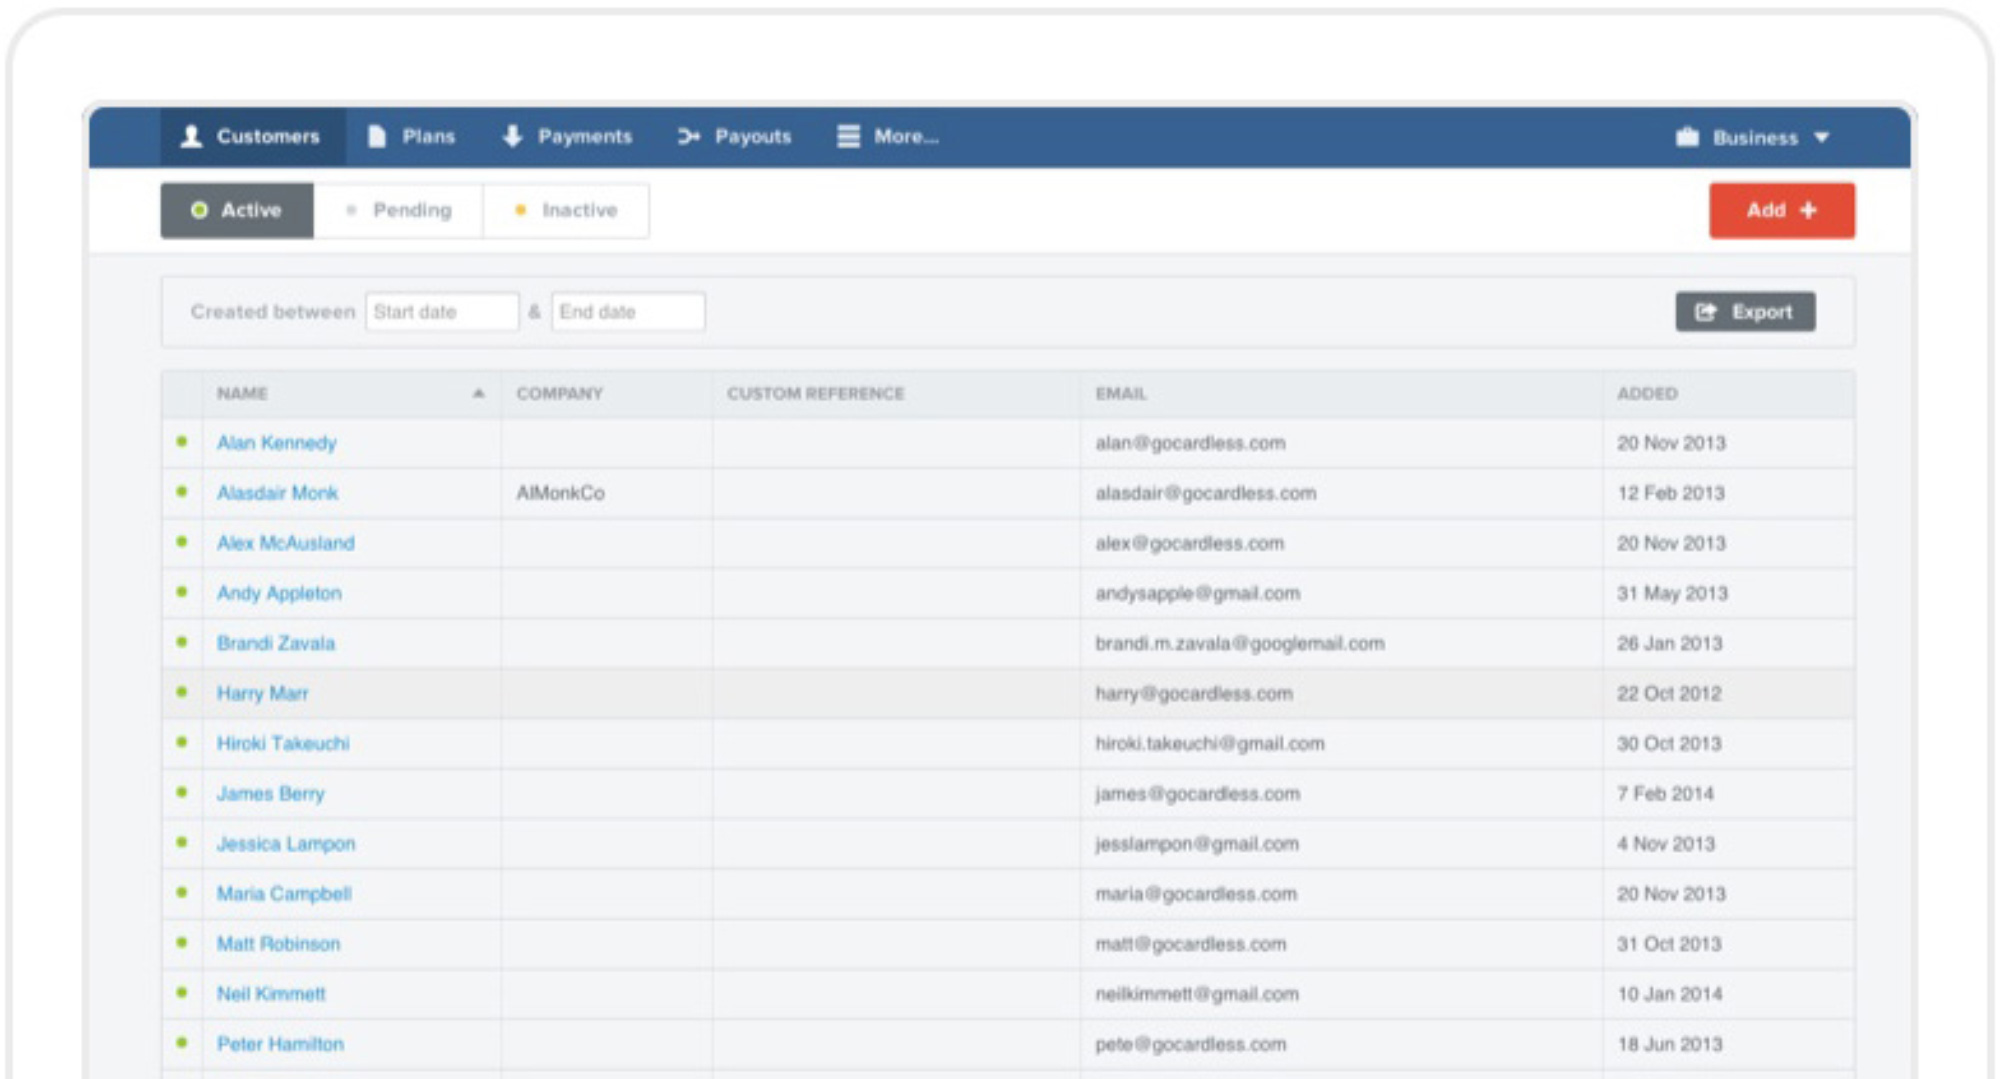 Customers Plans Payments Payouts More... Business
Active Pending Inactive Add +
Created between Start date & End date Export
NAME COMPANY CUSTOM REFERENCE EMAIL ADDED
Alan Kennedy alan@gocardless.com 20 Nov 2013
Alasdair Monk AlMonkCo alasdair@gocardless.com 12 Feb 2013
Alex McAusland alex@gocardless.com 20 Nov 2013
Andy Appleton andysapple@gmail.com 31 May 2013
Brandi Zavala brandi.m.zavala@googlemail.com 26 Jan 2013
Harry Marr harry@gocardless.com 22 Oct 2012
Hiroki Takeuchi hiroki.takeuchi@gmail.com 30 Oct 2013
James Berry james@gocardless.com 7 Feb 2014
Jessica Lampon jesslampon@gmail.com 4 Nov 2013
Maria Campbell maria@gocardless.com 20 Nov 2013
Matt Robinson matt@gocardless.com 31 Oct 2013
Neil Kimmett neilkimmett@gmail.com 10 Jan 2014
Peter Hamilton pete@gocardless.com 18 Jun 2013